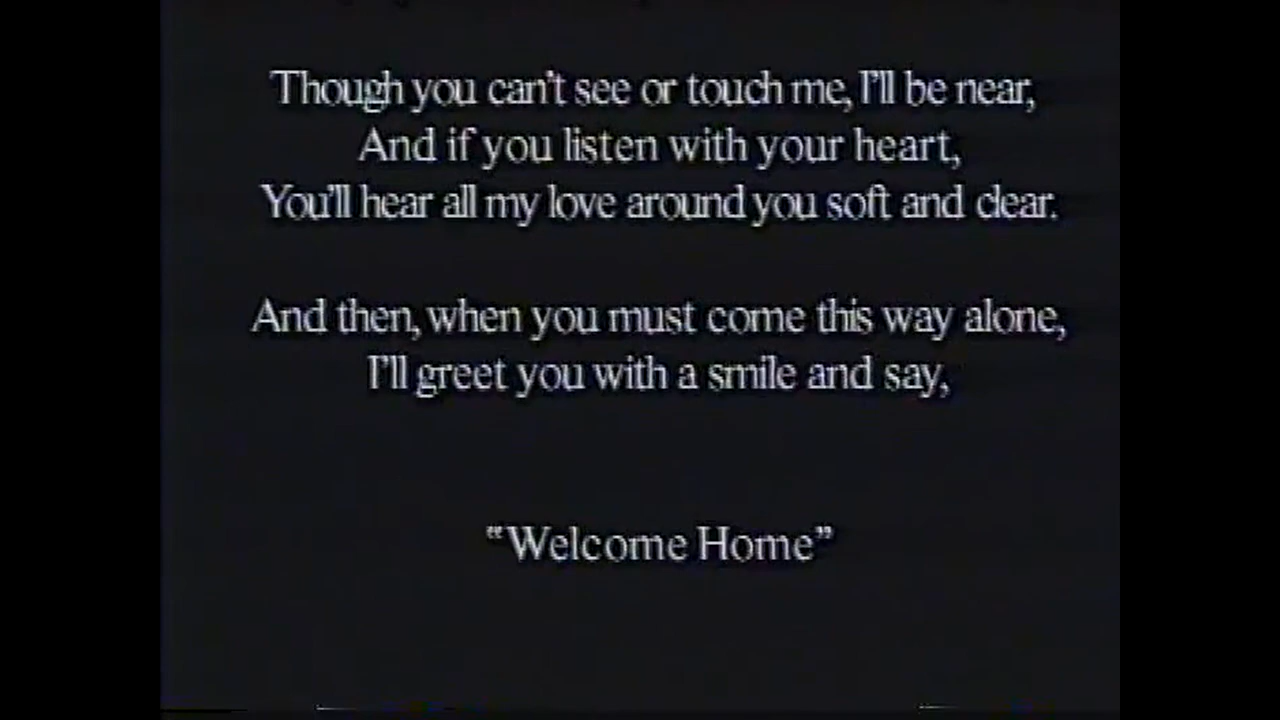 Though you can't see or touch me, I'll be near,
And if you listen with your heart,
You'll hear all my love around you soft and clear.
And then, when you must come this way alone,
I'll greet you with a smile and say,
“Welcome Home”